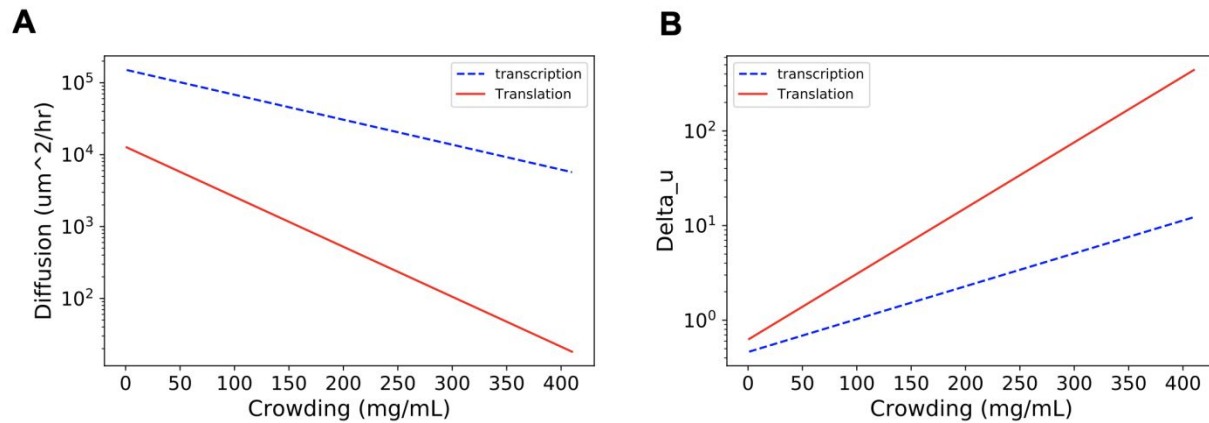 A
B
10^5
10^4
10^3
10^2
Diffusion (um^2/hr)
transcription
Translation
0 50 100 150 200 250 300 350 400
Crowding (mg/mL)
10^2
10^1
10^0
Delta_u
transcription
Translation
0 50 100 150 200 250 300 350 400
Crowding (mg/mL)